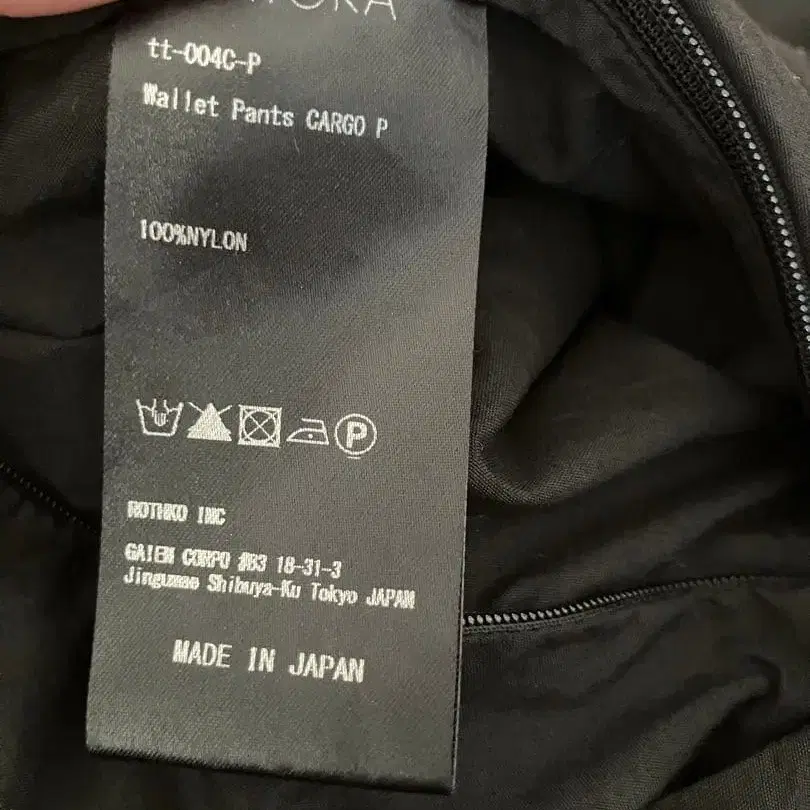 tt-004C-P
Wallet Pants CARGO P
100%NYLON
P
ROTHKO INC
GAIEN CORPO #B3 18-31-3
Jingumae Shibuya-Ku Tokyo JAPAN
MADE IN JAPAN